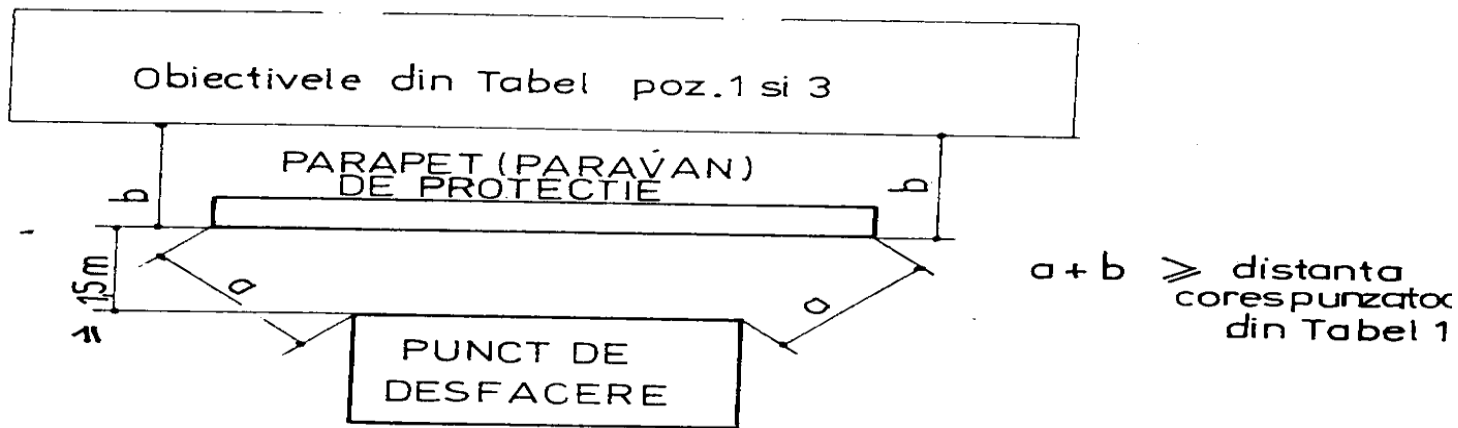 Obiectivele din Tabel poz.1 si 3
PARAPET (PARAVAN)
DE PROTECTIE
b
b
15m
a
a
a + b ⩾ distanta
corespunzatoa
din Tabel 1
PUNCT DE
DESFACERE